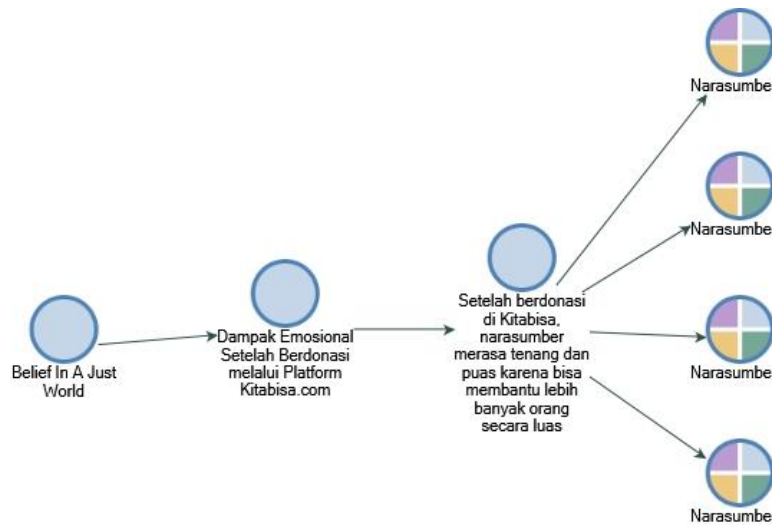 Narasumbe
Narasumbe
Belief In A Just
World
Dampak Emosional
Setelah Berdonasi
melalui Platform
Kitabisa.com
Setelah berdonasi
di Kitabisa,
narasumber
merasa tenang dan
puas karena bisa
membantu lebih
banyak orang
secara luas
Narasumbe
Narasumbe